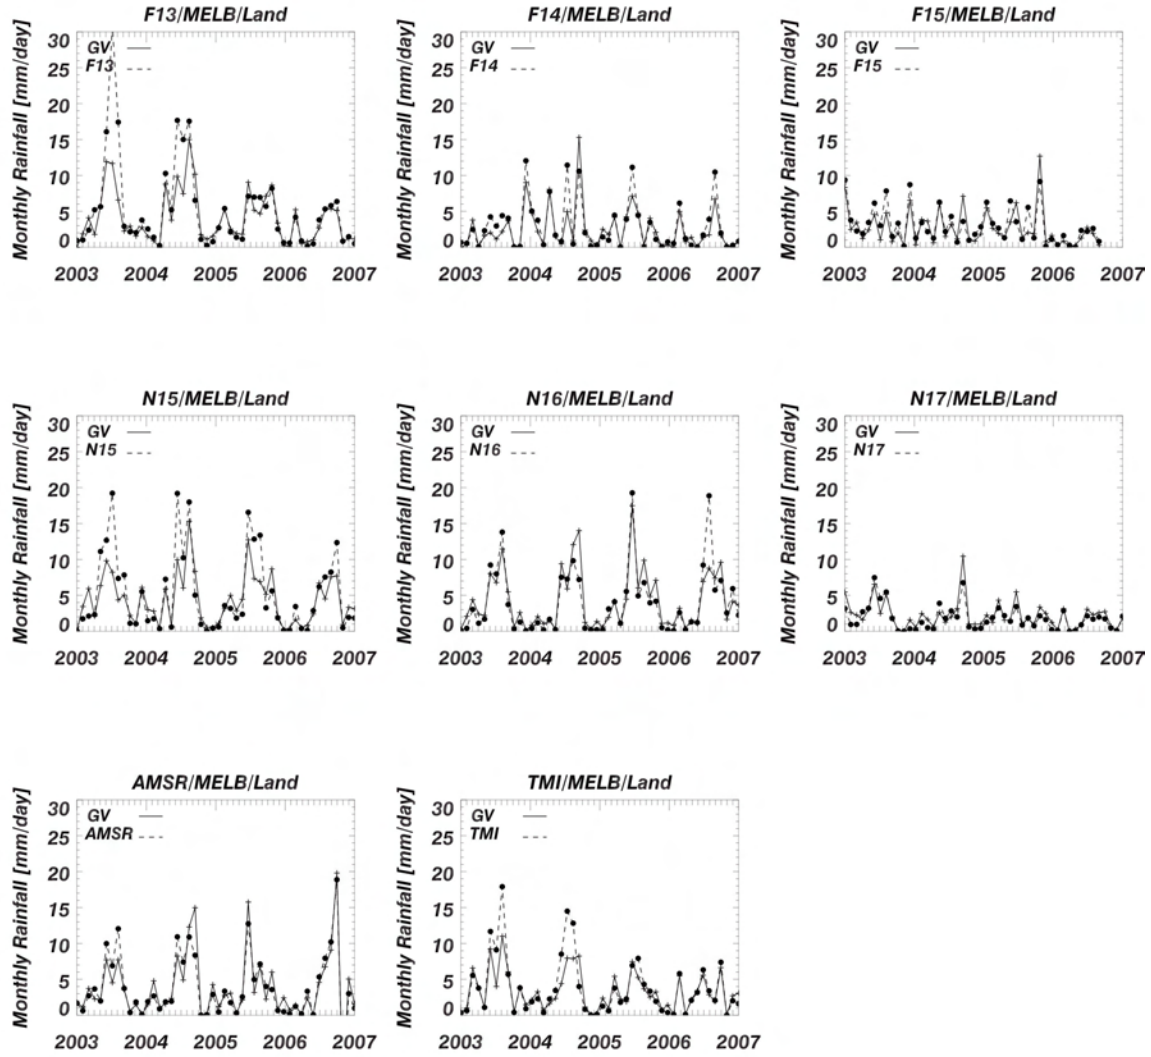 F13/MELB/Land
Monthly Rainfall [mm/day]
30
25
20
15
10
5
0
GV
F13
2003 2004 2005 2006 2007
F14/MELB/Land
Monthly Rainfall [mm/day]
30
25
20
15
10
5
0
GV
F14
2003 2004 2005 2006 2007
F15/MELB/Land
Monthly Rainfall [mm/day]
30
25
20
15
10
5
0
GV
F15
2003 2004 2005 2006 2007
N15/MELB/Land
Monthly Rainfall [mm/day]
30
25
20
15
10
5
0
GV
N15
2003 2004 2005 2006 2007
N16/MELB/Land
Monthly Rainfall [mm/day]
30
25
20
15
10
5
0
GV
N16
2003 2004 2005 2006 2007
N17/MELB/Land
Monthly Rainfall [mm/day]
30
25
20
15
10
5
0
GV
N17
2003 2004 2005 2006 2007
AMSR/MELB/Land
Monthly Rainfall [mm/day]
30
25
20
15
10
5
0
GV
AMSR
2003 2004 2005 2006 2007
TMI/MELB/Land
Monthly Rainfall [mm/day]
30
25
20
15
10
5
0
GV
TMI
2003 2004 2005 2006 2007